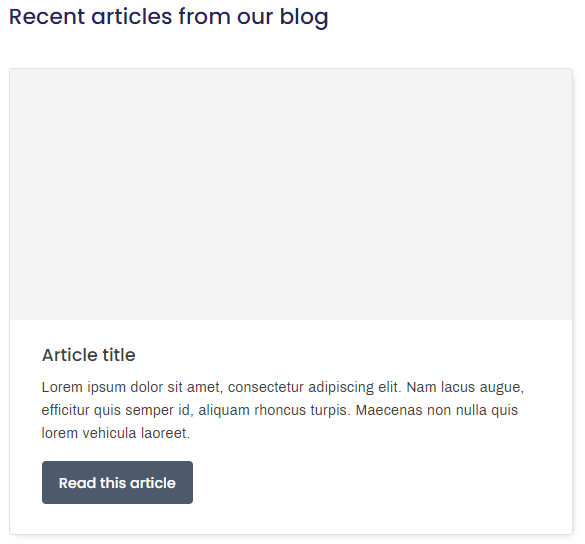 Recent articles from our blog
Article title
Lorem ipsum dolor sit amet, consectetur adipiscing elit. Nam lacus augue,
efficitur quis semper id, aliquam rhoncus turpis. Maecenas non nulla quis
lorem vehicula laoreet.
Read this article